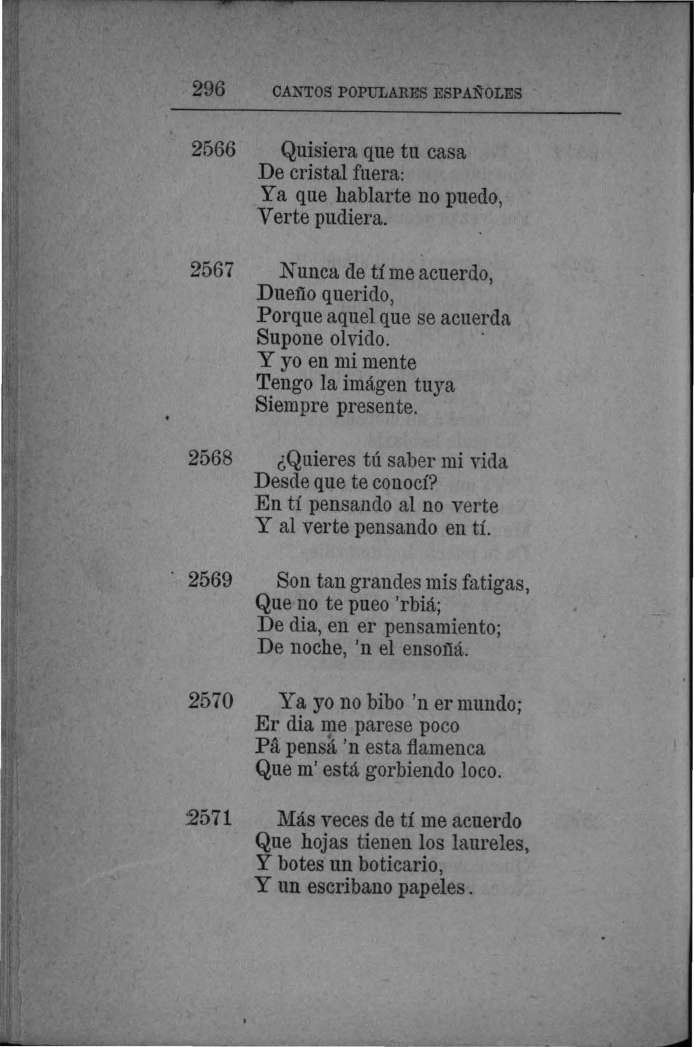 296 CANTOS POPULARES ESPAÑOLES
2566 Quisiera que tu casa
De cristal fuera:
Ya que hablarte no puedo,
Verte pudiera.
2567 Nunca de tí me acuerdo,
Dueño querido,
Porque aquel que se acuerda
Supone olvido.
Y yo en mi mente
Tengo la imágen tuya
Siempre presente.
2568 ¿Quieres tú saber mi vida
Desde que te conocí?
En tí pensando al no verte
Y al verte pensando en tí.
2569 Son tan grandes mis fatigas,
Que no te pueo 'rbiá;
De dia, en er pensamiento;
De noche, 'n el ensoñá.
2570 Ya yo no bibo 'n er mundo;
Er dia me parese poco
Pâ pensá 'n esta flamenca
Que m' está gorbiendo loco.
2571 Más veces de tí me acuerdo
Que hojas tienen los laureles,
Y botes un boticario,
Y un escribano papeles.